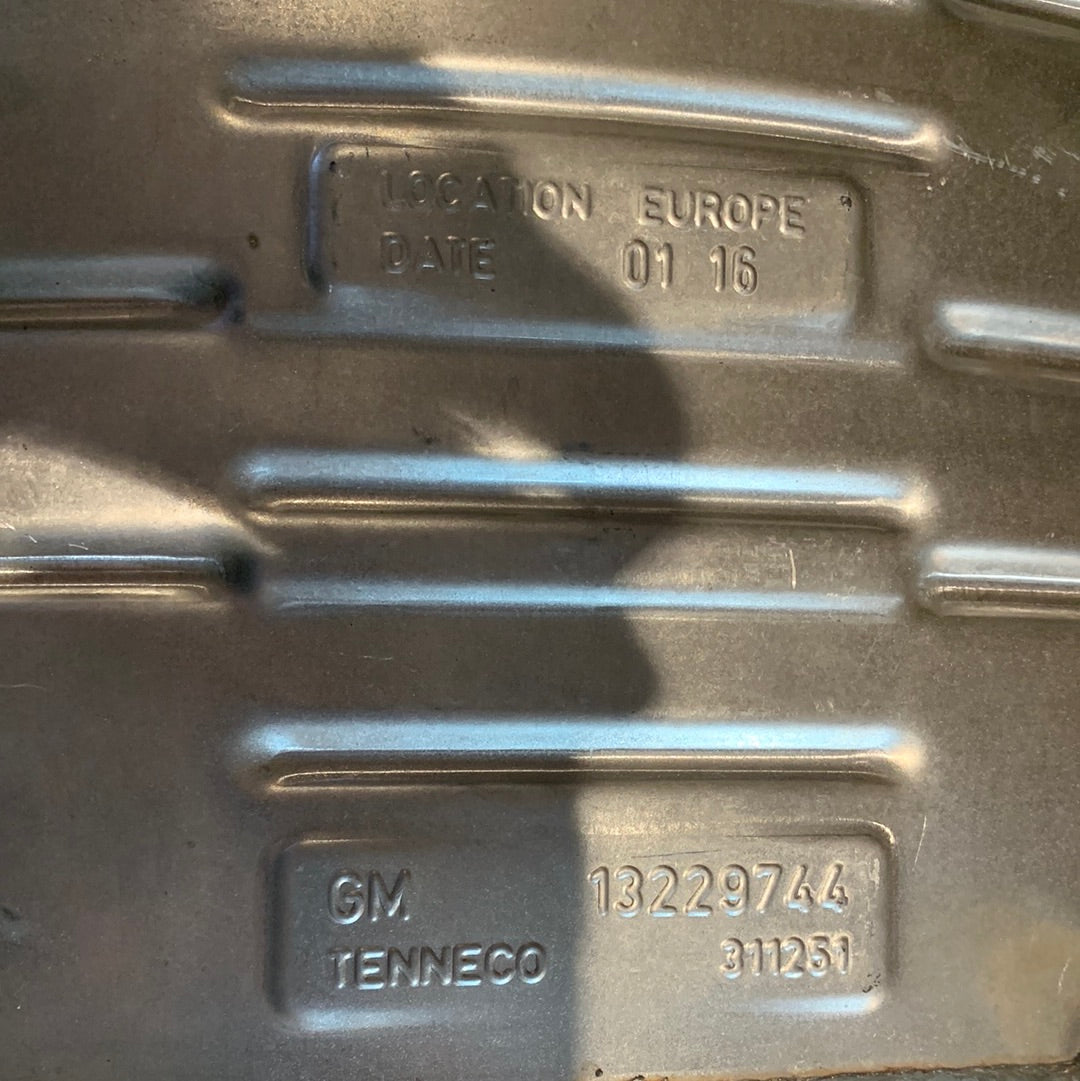 LOCATION EUROPE
DATE 01 16
GM 13229744
TENNECO 311251